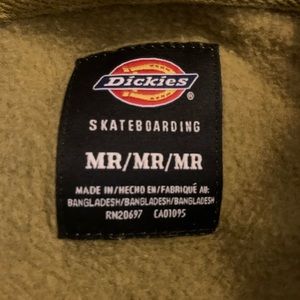 Dickies®
SKATEBOARDING
MR/MR/MR
MADE IN/HECHO EN/FABRIQUÉ AU:
BANGLADESH/BANGLADESH/BANGLADESH
RN20697 CA01095